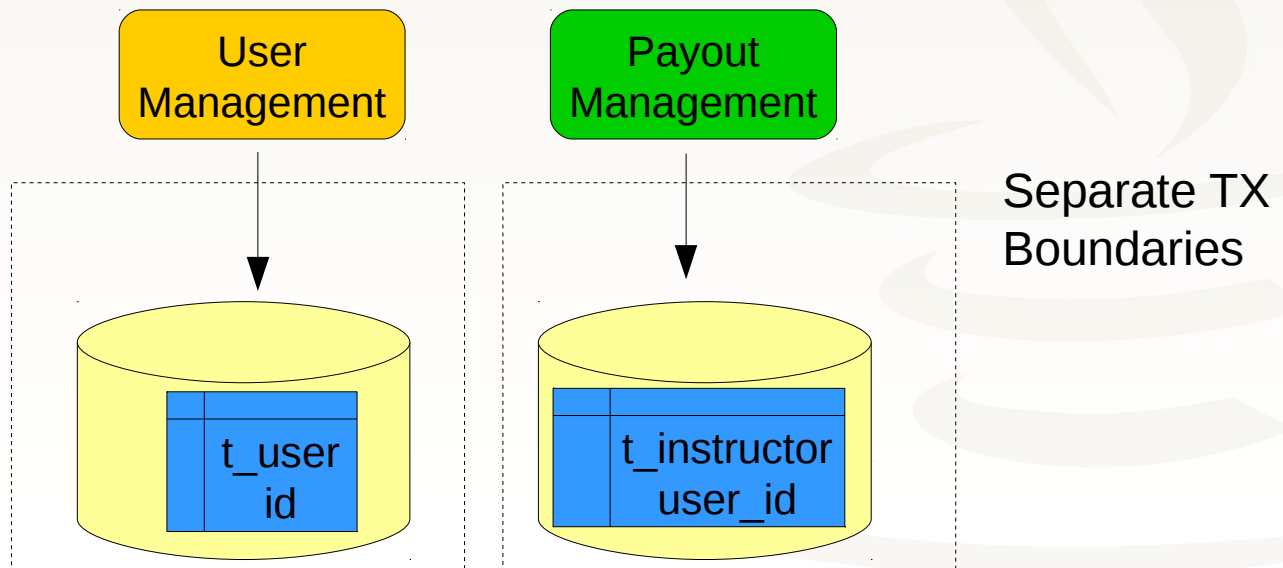 User
Management
Payout
Management
Separate TX
Boundaries
t_user
id
t_instructor
user_id